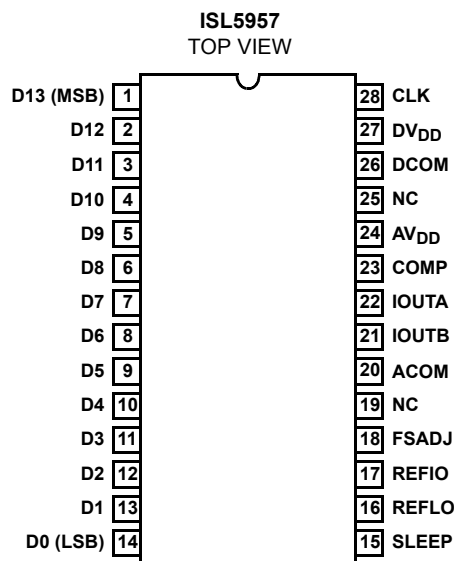 ISL5957
TOP VIEW
D13 (MSB) 1 28 CLK
D12 2 27 DVDD
D11 3 26 DCOM
D10 4 25 NC
D9 5 24 AVDD
D8 6 23 COMP
D7 7 22 IOUTA
D6 8 21 IOUTB
D5 9 20 ACOM
D4 10 19 NC
D3 11 18 FSADJ
D2 12 17 REFIO
D1 13 16 REFLO
D0 (LSB) 14 15 SLEEP